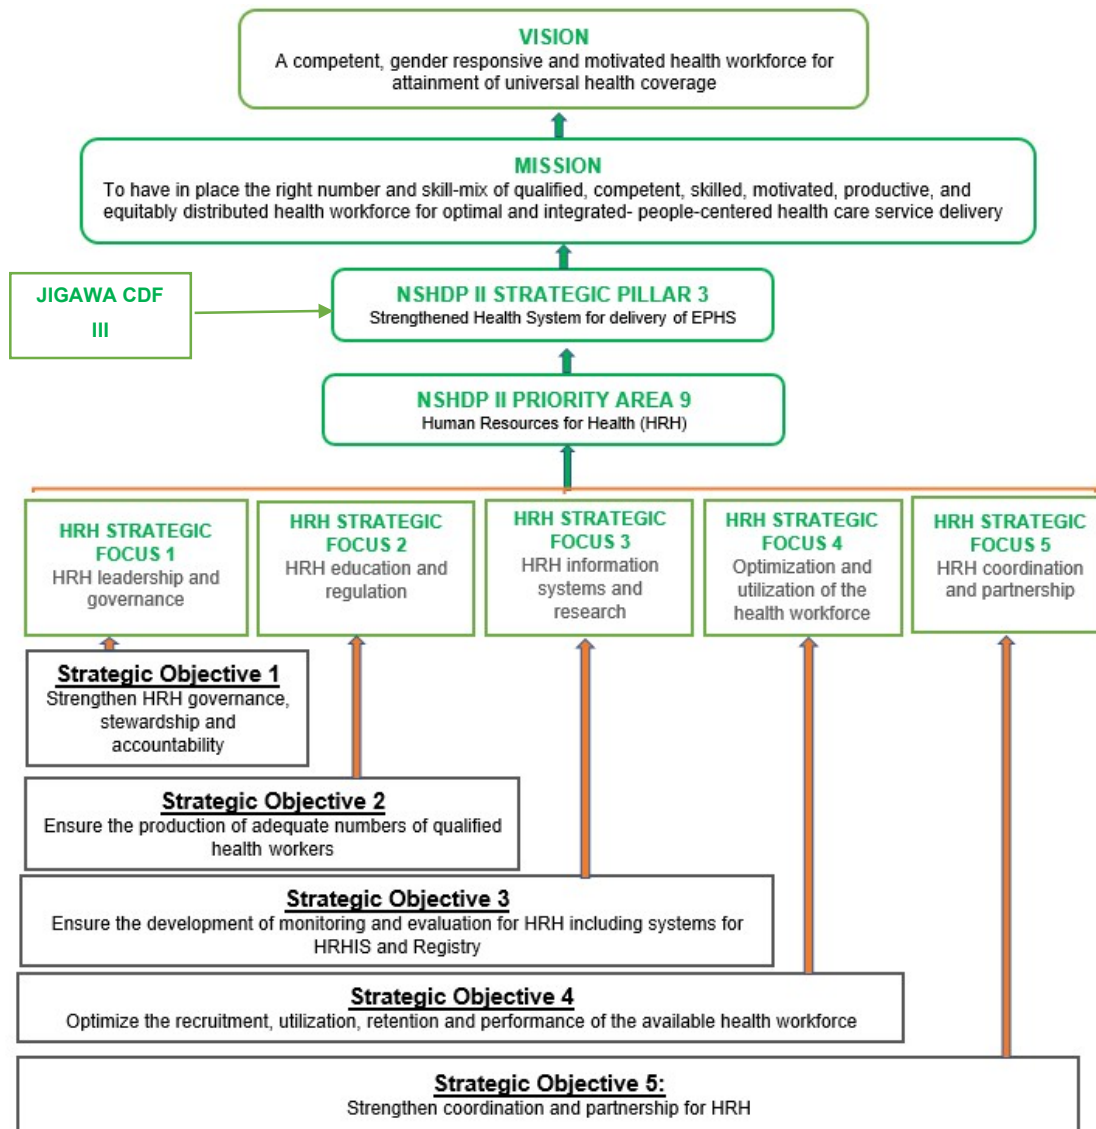 VISION
A competent, gender responsive and motivated health workforce for
attainment of universal health coverage
MISSION
To have in place the right number and skill-mix of qualified, competent, skilled, motivated, productive, and
equitably distributed health workforce for optimal and integrated- people-centered health care service delivery
JIGAWA CDF
III
NSHDP II STRATEGIC PILLAR 3
Strengthened Health System for delivery of EPHS
NSHDP II PRIORITY AREA 9
Human Resources for Health (HRH)
HRH STRATEGIC
FOCUS 1
HRH leadership and
governance
HRH STRATEGIC
FOCUS 2
HRH education and
regulation
HRH STRATEGIC
FOCUS 3
HRH information
systems and
research
HRH STRATEGIC
FOCUS 4
Optimization and
utilization of the
health workforce
HRH STRATEGIC
FOCUS 5
HRH coordination
and partnership
Strategic Objective 1
Strengthen HRH governance,
stewardship and
accountability
Strategic Objective 2
Ensure the production of adequate numbers of qualified
health workers
Strategic Objective 3
Ensure the development of monitoring and evaluation for HRH including systems for
HRHIS and Registry
Strategic Objective 4
Optimize the recruitment, utilization, retention and performance of the available health workforce
Strategic Objective 5:
Strengthen coordination and partnership for HRH